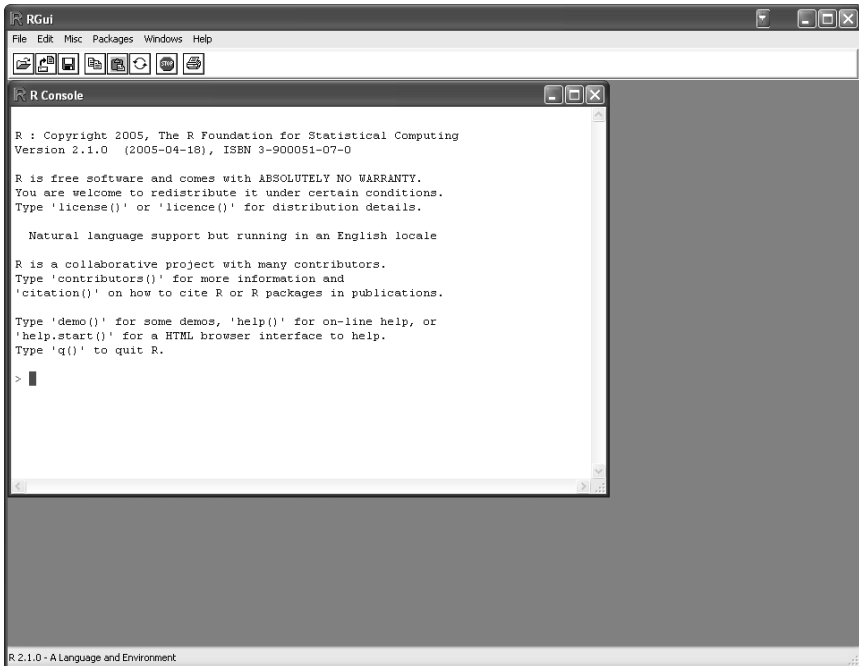 RGui
File Edit Misc Packages Windows Help
STOP
R Console
R : Copyright 2005, The R Foundation for Statistical Computing
Version 2.1.0  (2005-04-18), ISBN 3-900051-07-0
R is free software and comes with ABSOLUTELY NO WARRANTY.
You are welcome to redistribute it under certain conditions.
Type 'license()' or 'licence()' for distribution details.
Natural language support but running in an English locale
R is a collaborative project with many contributors.
Type 'contributors()' for more information and
'citation()' on how to cite R or R packages in publications.
Type 'demo()' for some demos, 'help()' for on-line help, or
'help.start()' for a HTML browser interface to help.
Type 'q()' to quit R.
>
R 2.1.0 - A Language and Environment